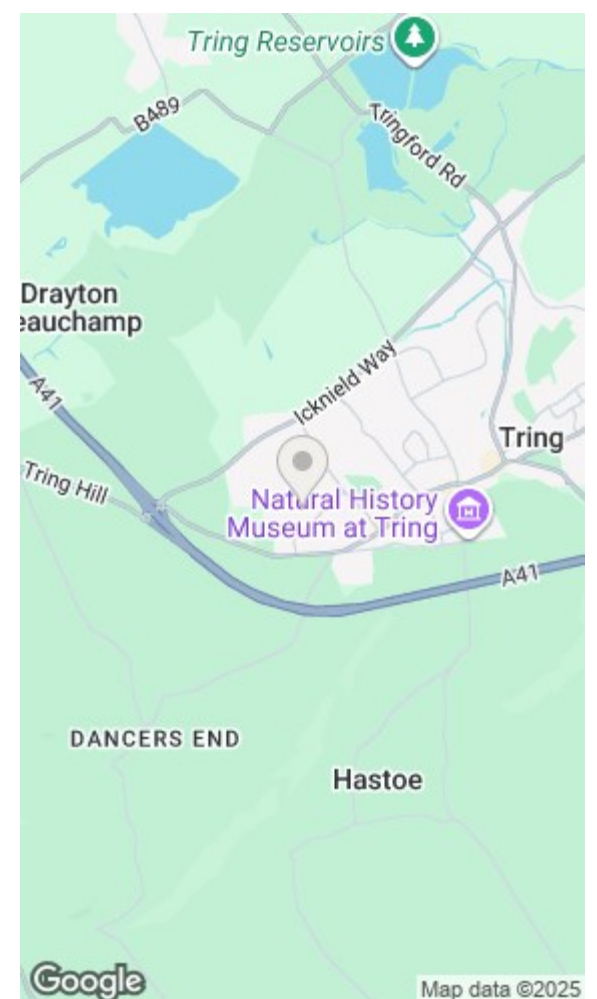 Tring Reservoirs
B489
Tringford Rd
Drayton
eauchamp
A41
Icknield Way
Tring
Tring Hill
Natural History
Museum at Tring
A41
DANCERS END
Hastoe
Google
Map data ©2025